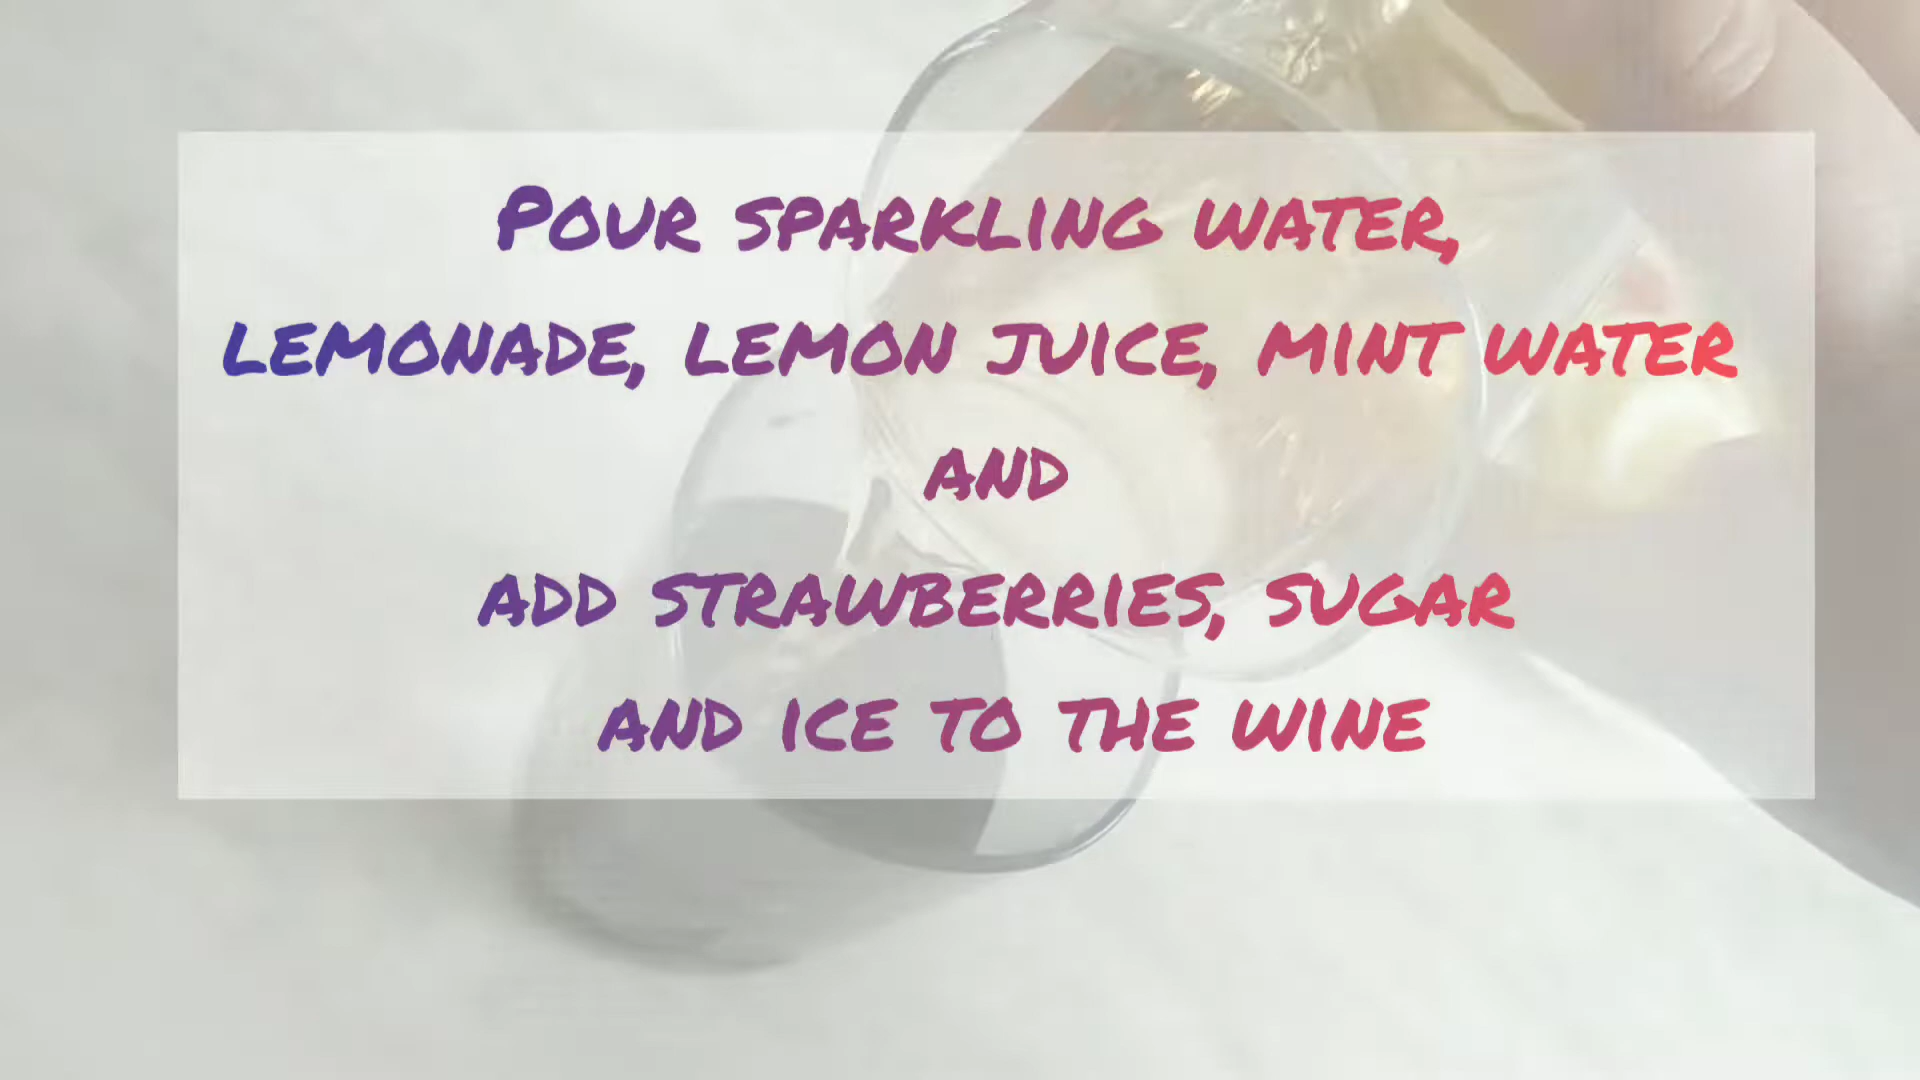 Pour sparkling water,
lemonade, lemon juice, mint water
and
add strawberries, sugar
and ice to the wine